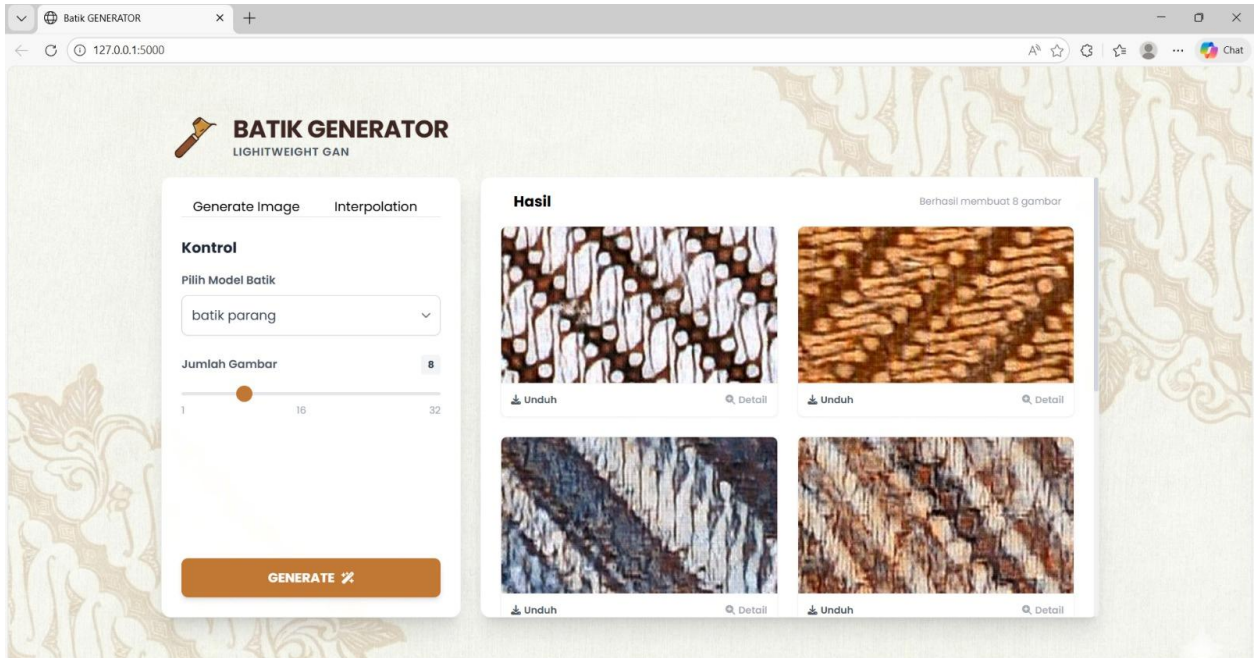 Batik GENERATOR
127.0.0.1:5000
Chat
BATIK GENERATOR
LIGHITWEIGHT GAN
Generate Image Interpolation
Kontrol
Pilih Model Batik
batik parang
Jumlah Gambar 8
1 16 32
GENERATE
Hasil Berhasil membuat 8 gambar
Unduh Detail Unduh Detail
Unduh Detail Unduh Detail